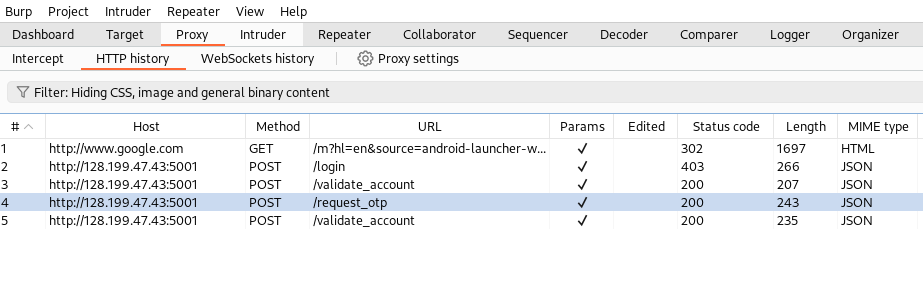 Burp Project Intruder Repeater View Help
Dashboard Target Proxy Intruder Repeater Collaborator Sequencer Decoder Comparer Logger Organizer
Intercept HTTP history WebSockets history Proxy settings
Filter: Hiding CSS, image and general binary content
# Host Method URL Params Edited Status code Length MIME type
1 http://www.google.com GET /m?hl=en&source=android-launcher-w... ✓ 302 1697 HTML
2 http://128.199.47.43:5001 POST /login ✓ 403 266 JSON
3 http://128.199.47.43:5001 POST /validate_account ✓ 200 207 JSON
4 http://128.199.47.43:5001 POST /request_otp ✓ 200 243 JSON
5 http://128.199.47.43:5001 POST /validate_account ✓ 200 235 JSON